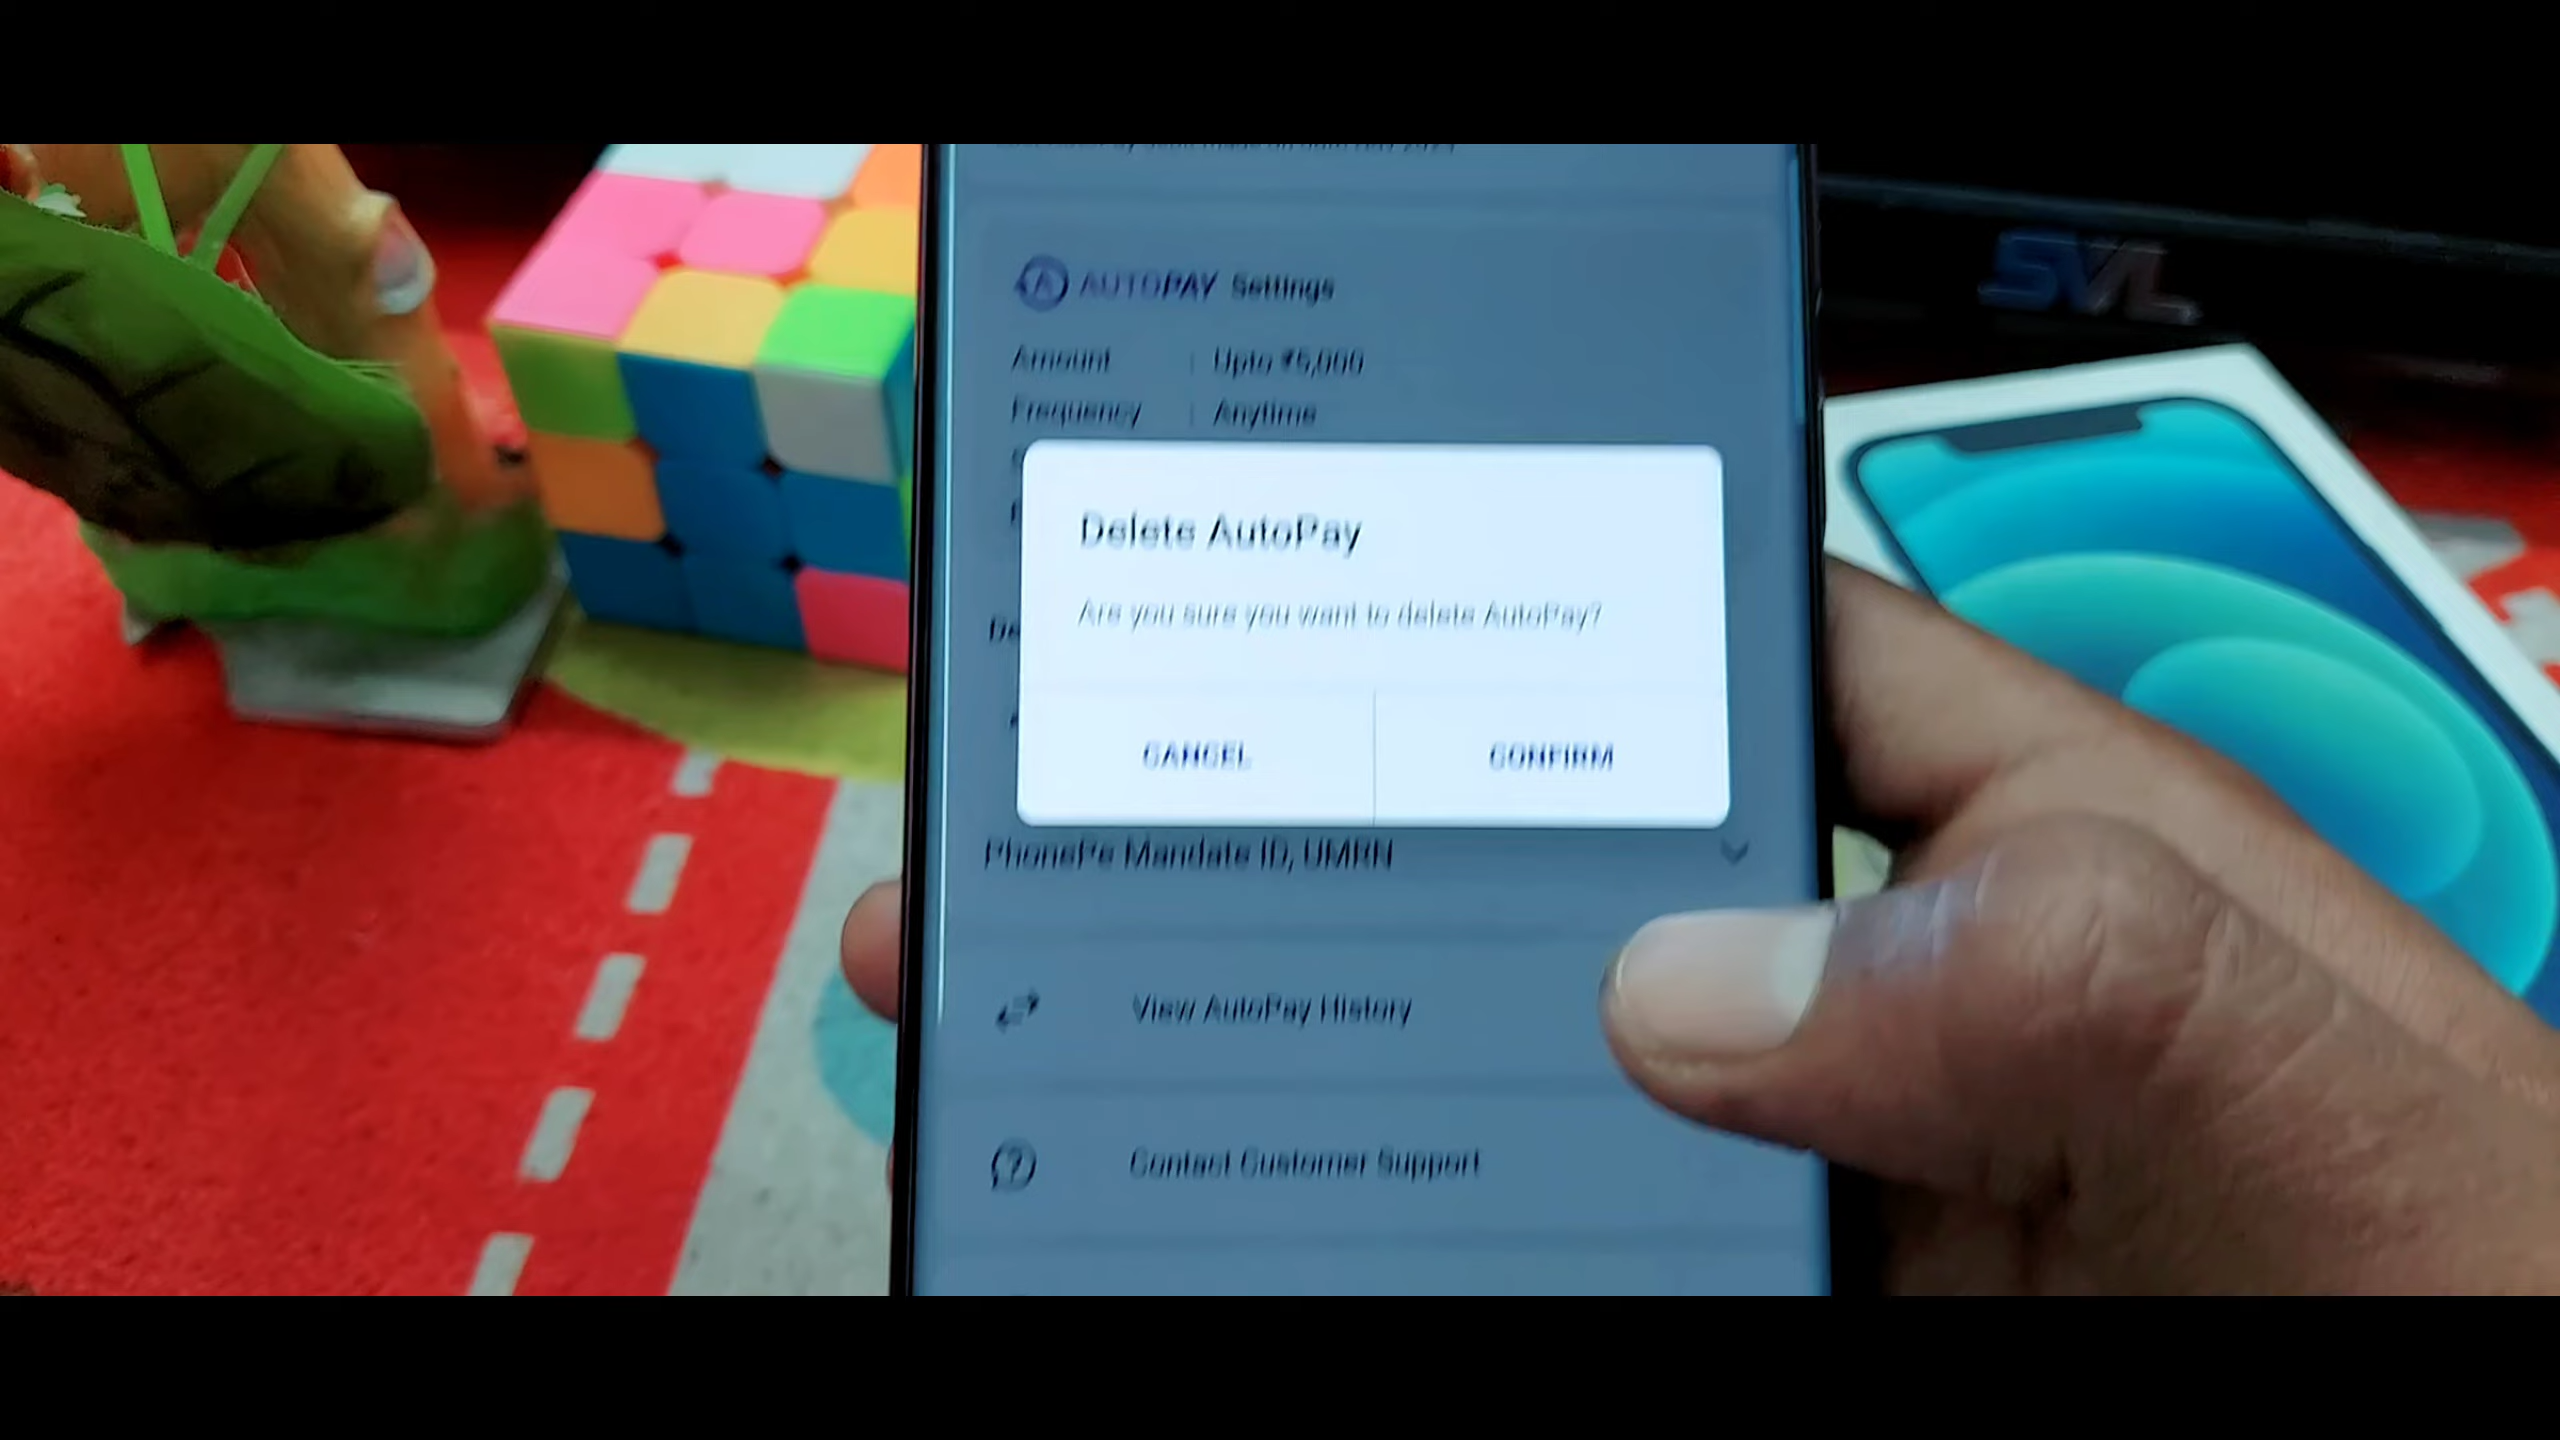 AUTOPAY Settings
Amount : Upto ₹5,000
Frequency : Anytime
Delete AutoPay
Are you sure you want to delete AutoPay?
CANCEL
CONFIRM
PhonePe Mandate ID, UMRN
View AutoPay History
Contact Customer Support
SVL